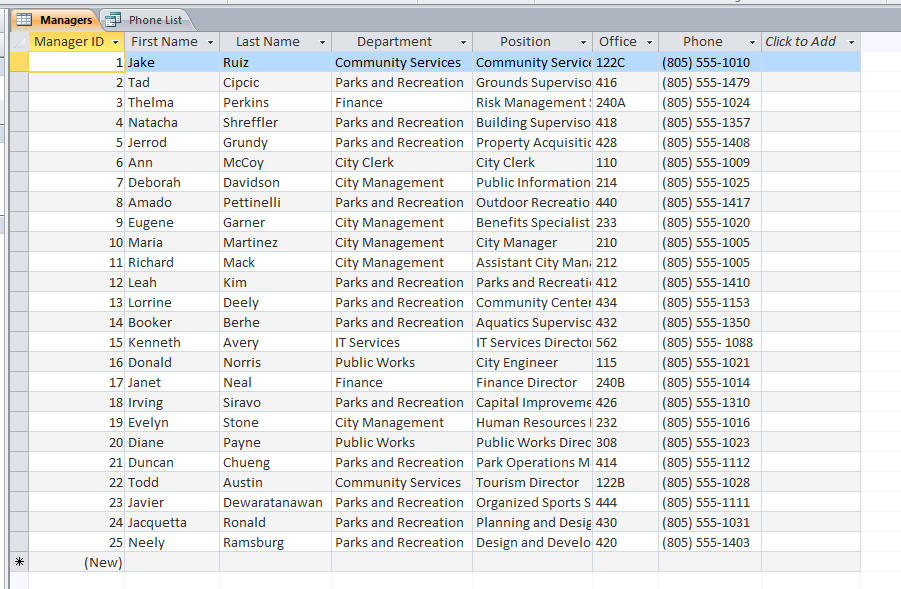 Managers Phone List
Manager ID First Name Last Name Department Position Office Phone Click to Add
1 Jake Ruiz Community Services Community Service 122C (805) 555-1010
2 Tad Cipcic Parks and Recreation Grounds Superviso 416 (805) 555-1479
3 Thelma Perkins Finance Risk Management 240A (805) 555-1024
4 Natacha Shreffler Parks and Recreation Building Superviso 418 (805) 555-1357
5 Jerrod Grundy Parks and Recreation Property Acquisitic 428 (805) 555-1408
6 Ann McCoy City Clerk City Clerk 110 (805) 555-1009
7 Deborah Davidson City Management Public Information 214 (805) 555-1025
8 Amado Pettinelli Parks and Recreation Outdoor Recreatio 440 (805) 555-1417
9 Eugene Garner City Management Benefits Specialist 233 (805) 555-1020
10 Maria Martinez City Management City Manager 210 (805) 555-1005
11 Richard Mack City Management Assistant City Mana 212 (805) 555-1005
12 Leah Kim Parks and Recreation Parks and Recreati 412 (805) 555-1410
13 Lorrine Deely Parks and Recreation Community Center 434 (805) 555-1153
14 Booker Berhe Parks and Recreation Aquatics Superviso 432 (805) 555-1350
15 Kenneth Avery IT Services IT Services Director 562 (805) 555- 1088
16 Donald Norris Public Works City Engineer 115 (805) 555-1021
17 Janet Neal Finance Finance Director 240B (805) 555-1014
18 Irving Siravo Parks and Recreation Capital Improveme 426 (805) 555-1310
19 Evelyn Stone City Management Human Resources 232 (805) 555-1016
20 Diane Payne Public Works Public Works Direc 308 (805) 555-1023
21 Duncan Chueng Parks and Recreation Park Operations M 414 (805) 555-1112
22 Todd Austin Community Services Tourism Director 122B (805) 555-1028
23 Javier Dewaratanawan Parks and Recreation Organized Sports S 444 (805) 555-1111
24 Jacquetta Ronald Parks and Recreation Planning and Desig 430 (805) 555-1031
25 Neely Ramsburg Parks and Recreation Design and Develo 420 (805) 555-1403
(New)